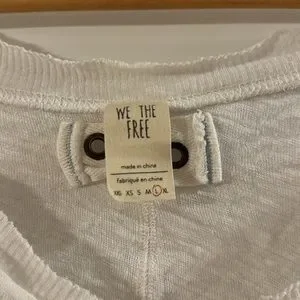 WE THE
FREE
made in china
fabriqué en chine
XXS XS S M L XL